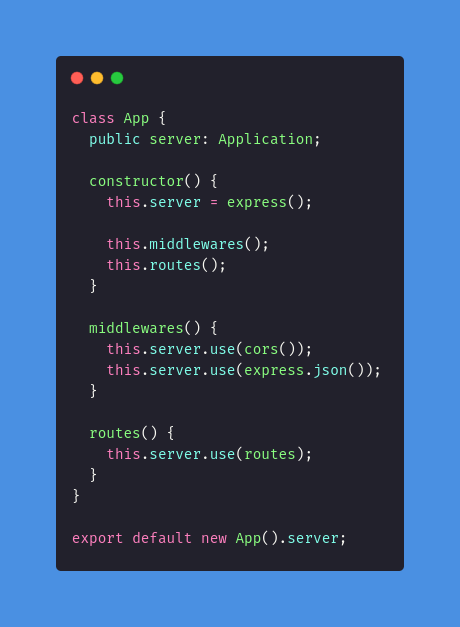 class App {
  public server: Application;

  constructor() {
    this.server = express();

    this.middlewares();
    this.routes();
  }

  middlewares() {
    this.server.use(cors());
    this.server.use(express.json());
  }

  routes() {
    this.server.use(routes);
  }
}

export default new App().server;